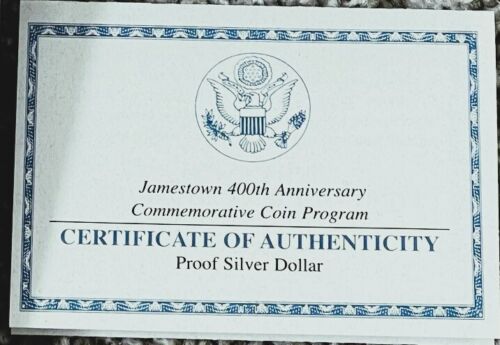 Jamestown 400th Anniversary
Commemorative Coin Program
CERTIFICATE OF AUTHENTICITY
Proof Silver Dollar